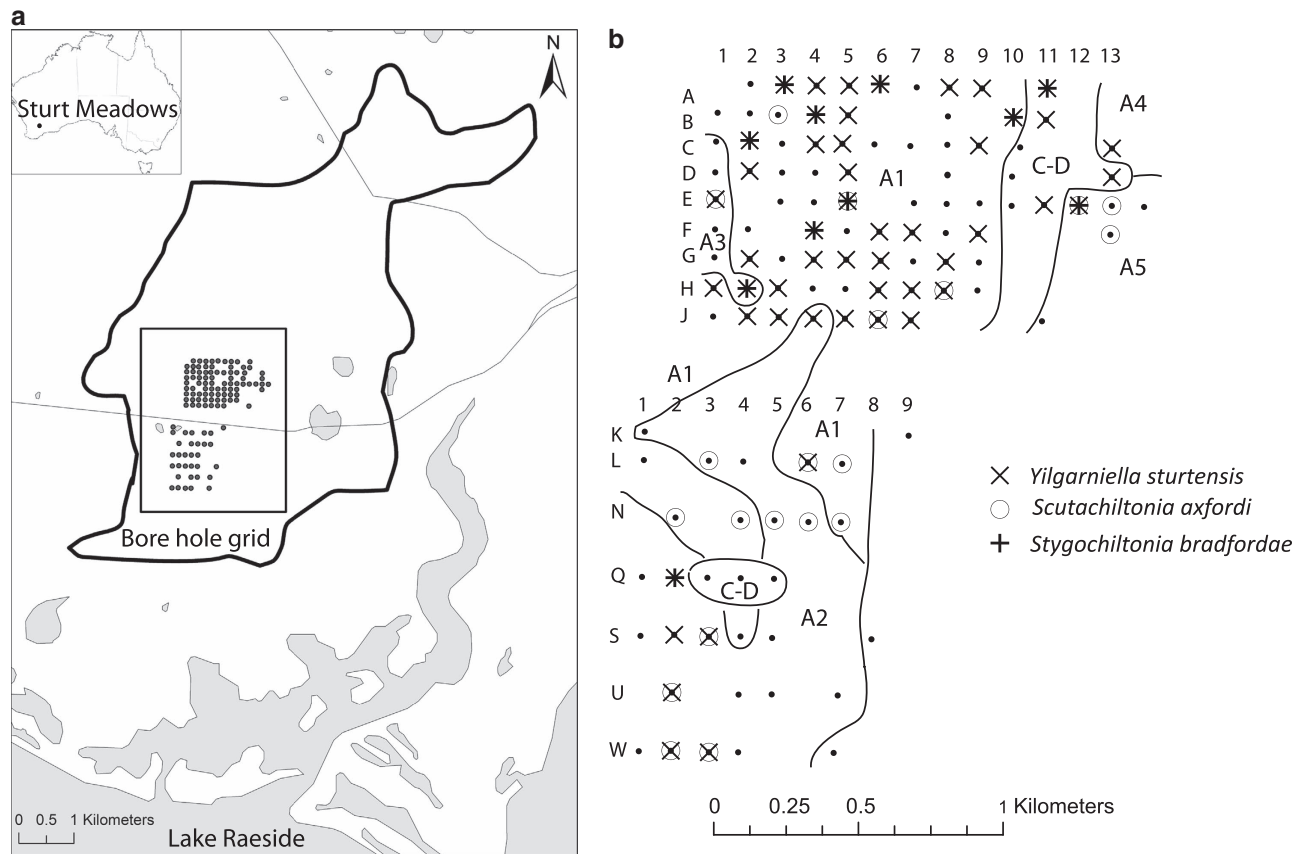 a
N
Sturt Meadows
Bore hole grid
0 0.5 1 Kilometers
Lake Raeside
b
1 2 3 4 5 6 7 8 9 10 11 12 13
A
A4
B
C
C-D
D
A1
E
F
A3
G
A5
H
J
A1
1 2 3 4 5 6 7 8 9
K
A1
L
N
Q
C-D
A2
S
U
W
Yilgarniella sturtensis
Scutachiltonia axfordi
Stygochiltonia bradfordae
0 0.25 0.5 1 Kilometers